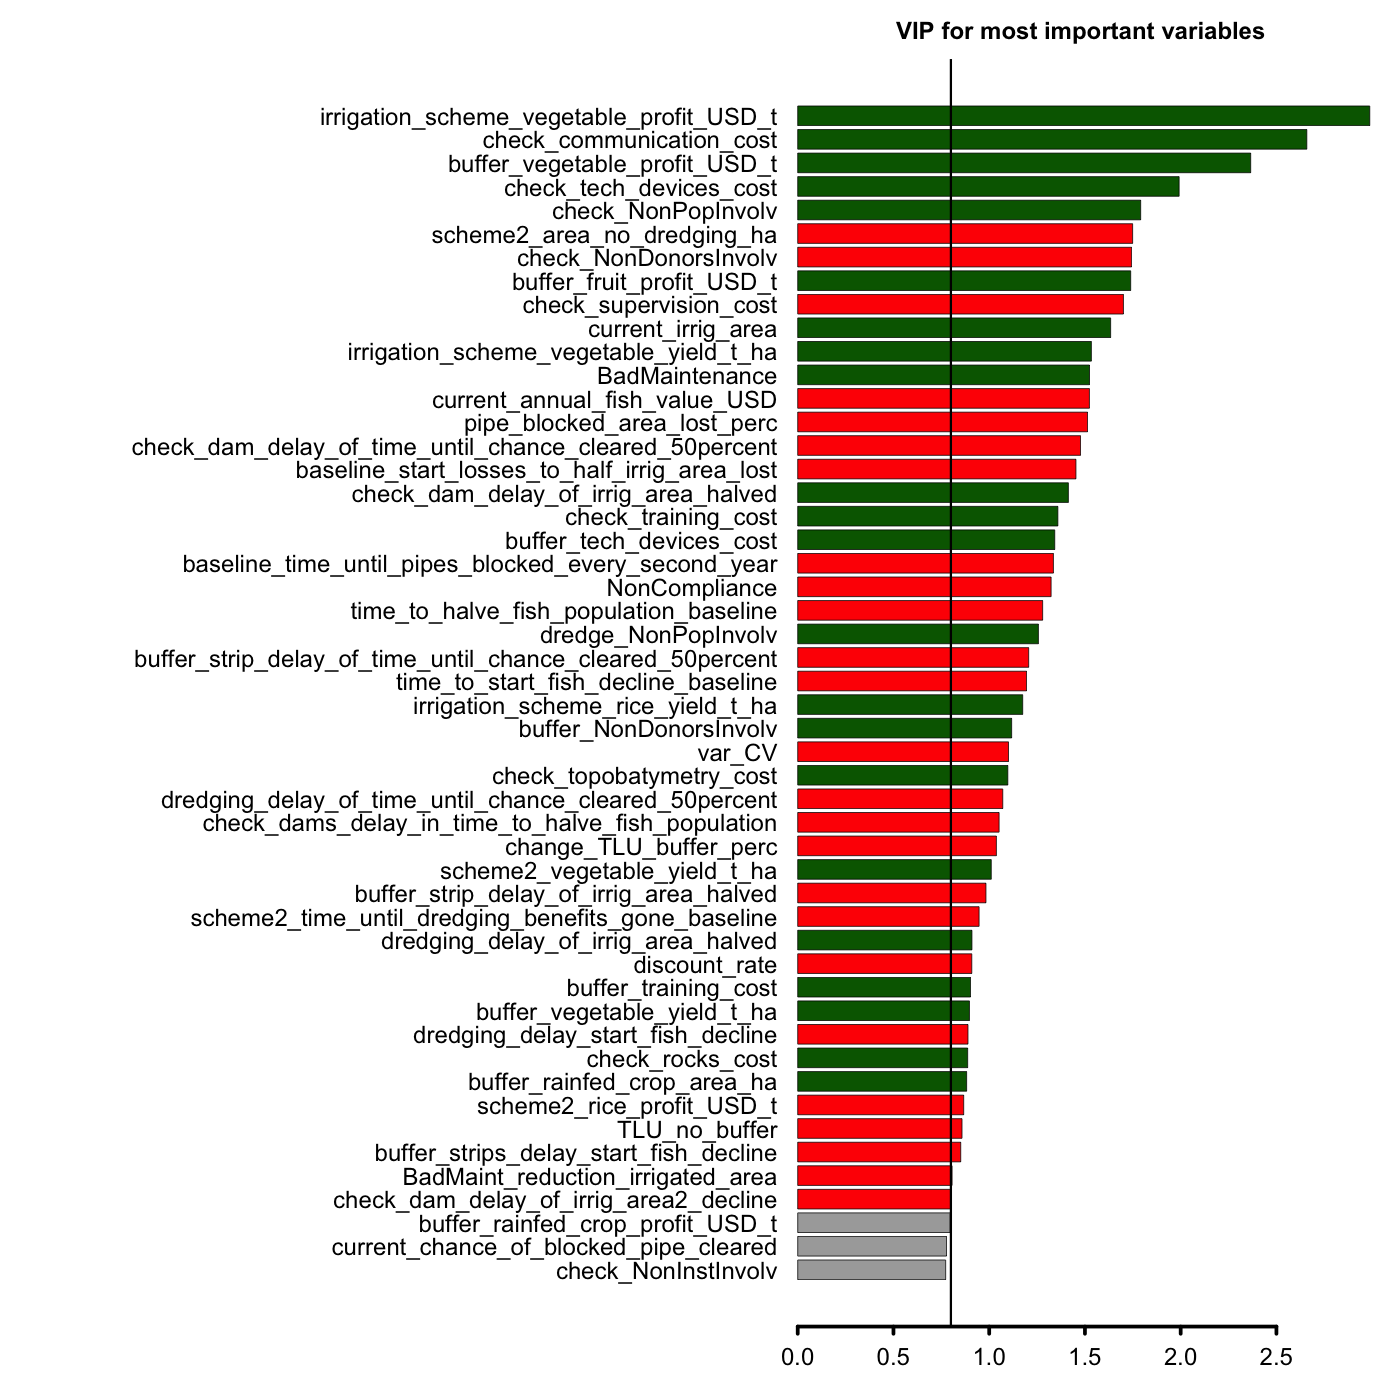 VIP for most important variables
irrigation_scheme_vegetable_profit_USD_t
check_communication_cost
buffer_vegetable_profit_USD_t
check_tech_devices_cost
check_NonPopInvolv
scheme2_area_no_dredging_ha
check_NonDonorsInvolv
buffer_fruit_profit_USD_t
check_supervision_cost
current_irrig_area
irrigation_scheme_vegetable_yield_t_ha
BadMaintenance
current_annual_fish_value_USD
pipe_blocked_area_lost_perc
check_dam_delay_of_time_until_chance_cleared_50percent
baseline_start_losses_to_half_irrig_area_lost
check_dam_delay_of_irrig_area_halved
check_training_cost
buffer_tech_devices_cost
baseline_time_until_pipes_blocked_every_second_year
NonCompliance
time_to_halve_fish_population_baseline
dredge_NonPopInvolv
buffer_strip_delay_of_time_until_chance_cleared_50percent
time_to_start_fish_decline_baseline
irrigation_scheme_rice_yield_t_ha
buffer_NonDonorsInvolv
var_CV
check_topobatymetry_cost
dredging_delay_of_time_until_chance_cleared_50percent
check_dams_delay_in_time_to_halve_fish_population
change_TLU_buffer_perc
scheme2_vegetable_yield_t_ha
buffer_strip_delay_of_irrig_area_halved
scheme2_time_until_dredging_benefits_gone_baseline
dredging_delay_of_irrig_area_halved
discount_rate
buffer_training_cost
buffer_vegetable_yield_t_ha
dredging_delay_start_fish_decline
check_rocks_cost
buffer_rainfed_crop_area_ha
scheme2_rice_profit_USD_t
TLU_no_buffer
buffer_strips_delay_start_fish_decline
BadMaint_reduction_irrigated_area
check_dam_delay_of_irrig_area2_decline
buffer_rainfed_crop_profit_USD_t
current_chance_of_blocked_pipe_cleared
check_NonInstInvolv
0.0 0.5 1.0 1.5 2.0 2.5